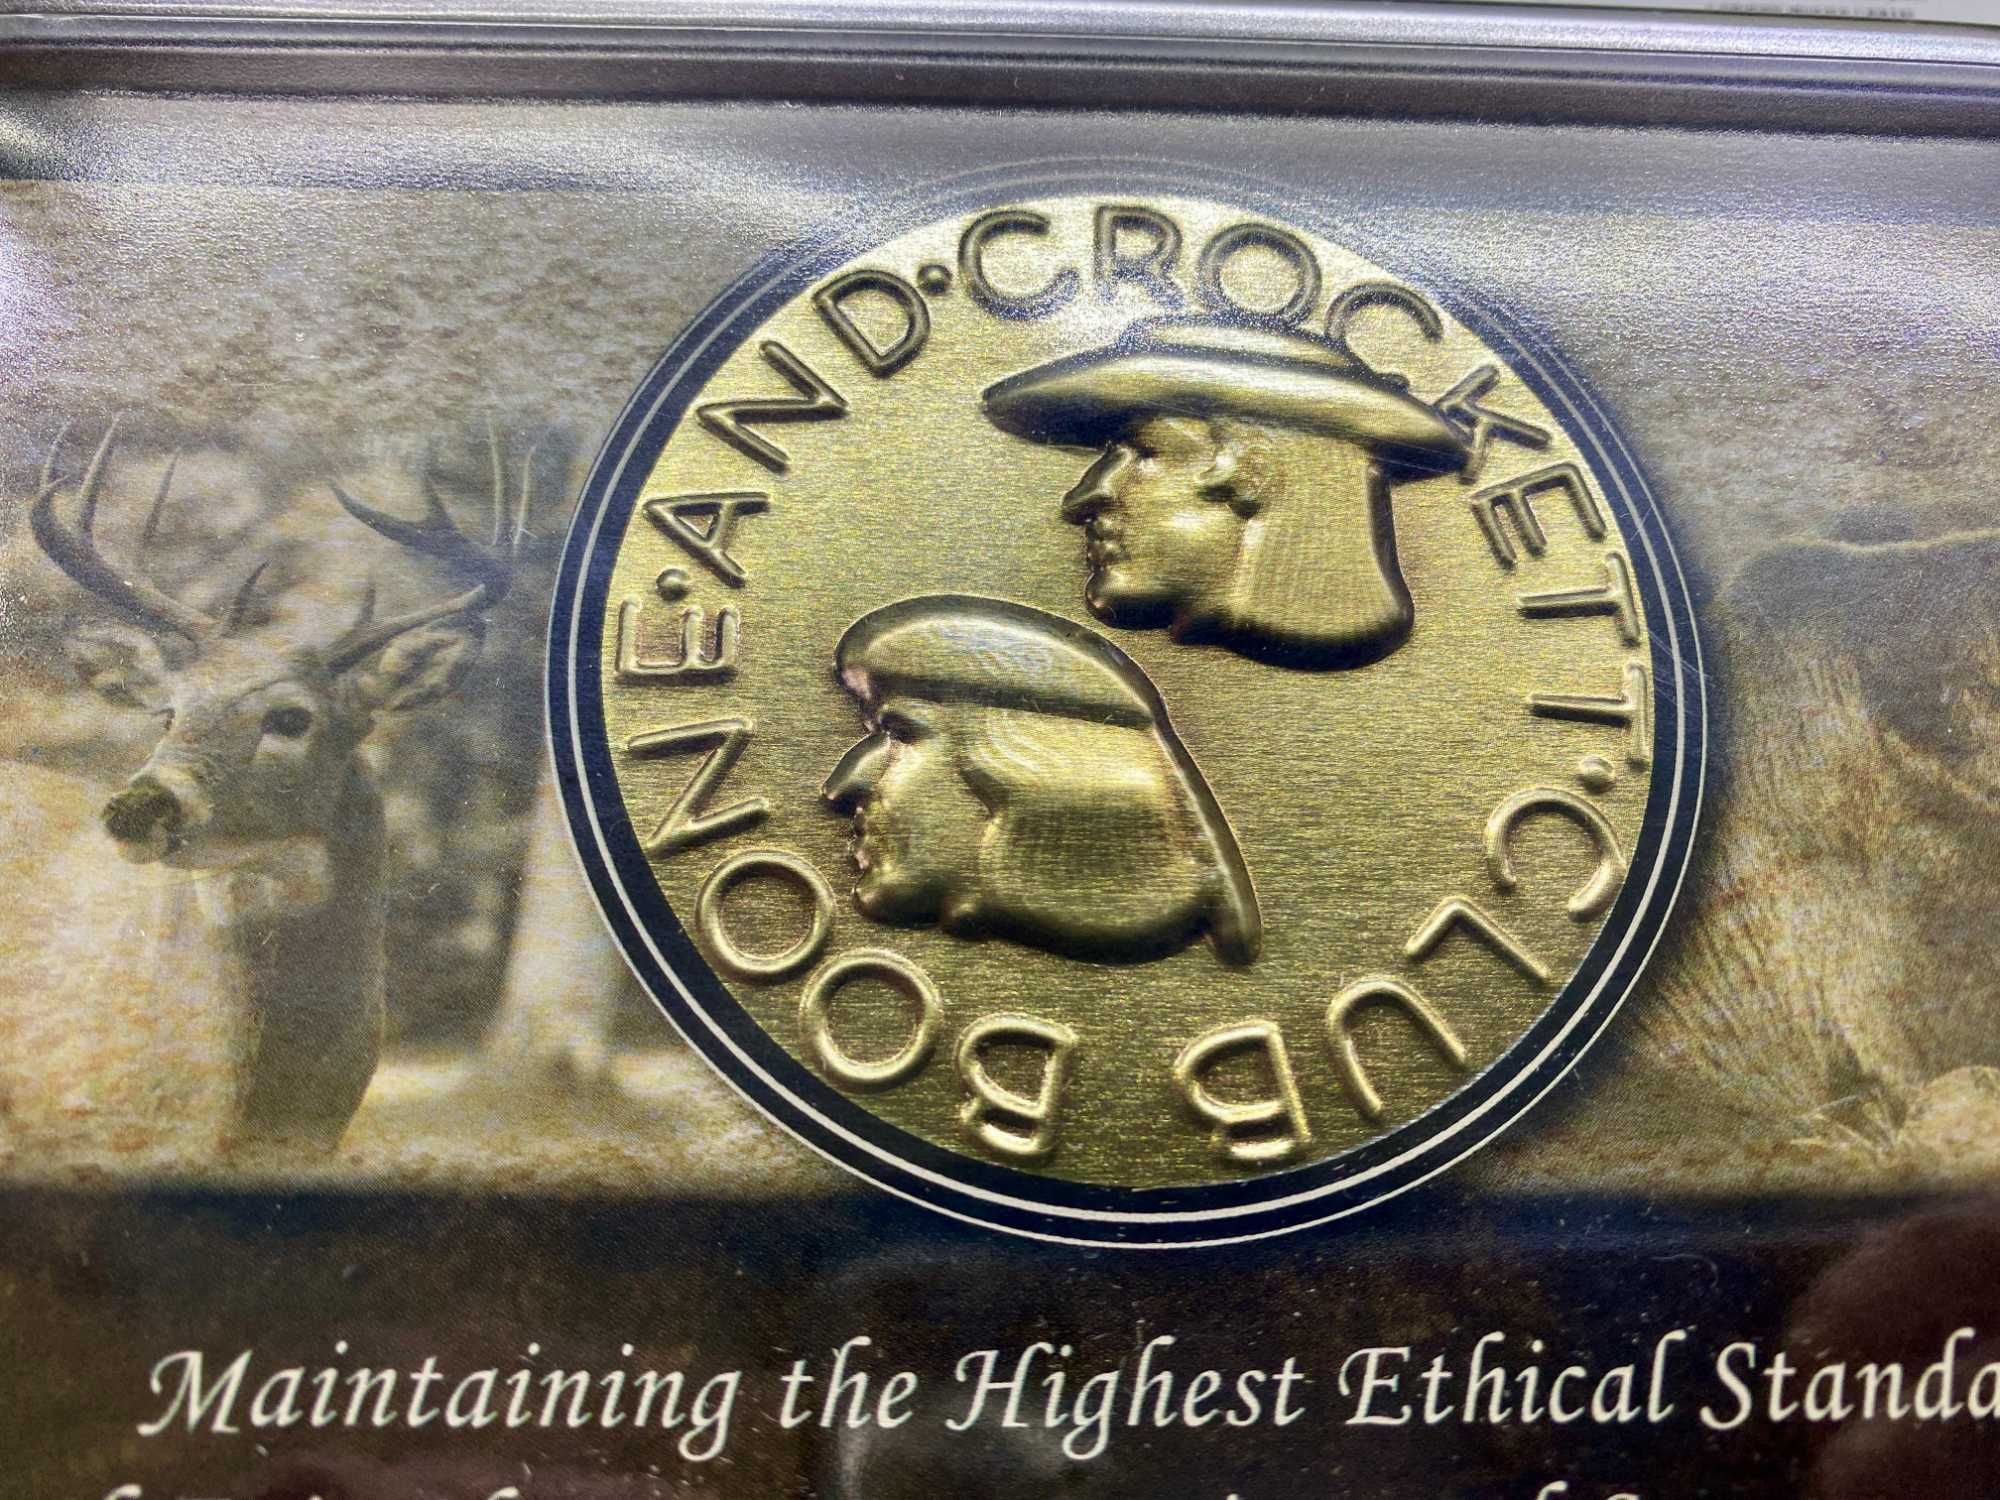 BOONE·AND·CROCKETT·CLUB
Maintaining the Highest Ethical Standa